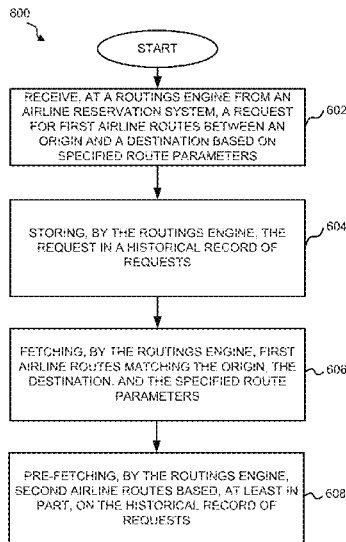 600
START
RECEIVE, AT A ROUTINGS ENGINE FROM AN
AIRLINE RESERVATION SYSTEM, A REQUEST
FOR FIRST AIRLINE ROUTES BETWEEN AN
ORIGIN AND A DESTINATION BASED ON
SPECIFIED ROUTE PARAMETERS
602
STORING, BY THE ROUTINGS ENGINE, THE
REQUEST IN A HISTORICAL RECORD OF
REQUESTS
604
FETCHING, BY THE ROUTINGS ENGINE, FIRST
AIRLINE ROUTES MATCHING THE ORIGIN, THE
DESTINATION, AND THE SPECIFIED ROUTE
PARAMETERS
606
PRE-FETCHING, BY THE ROUTINGS ENGINE,
SECOND AIRLINE ROUTES BASED, AT LEAST IN
PART, ON THE HISTORICAL RECORD OF
REQUESTS
608